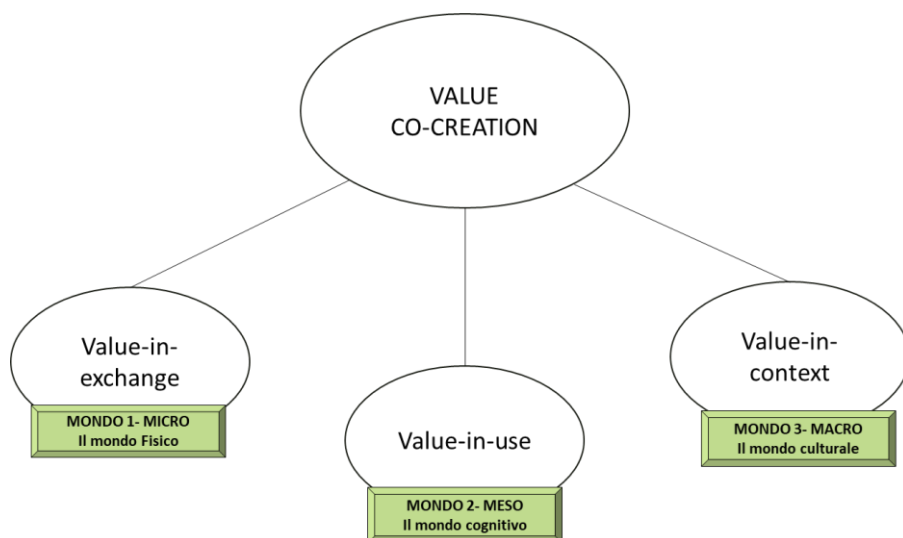 VALUE
CO-CREATION
Value-in-
exchange
MONDO 1- MICRO
Il mondo Fisico
Value-in-use
MONDO 2- MESO
Il mondo cognitivo
Value-in-
context
MONDO 3- MACRO
Il mondo culturale